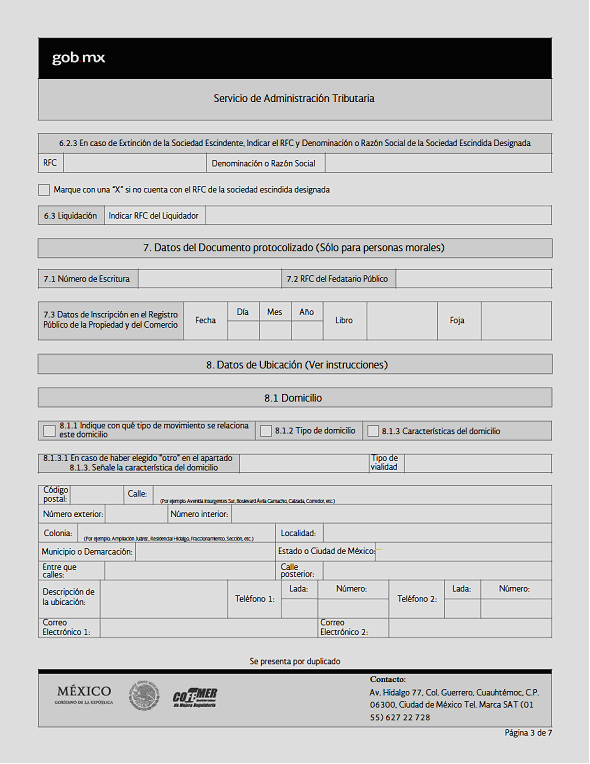 gob.mx
Servicio de Administración Tributaria
6.2.3 En caso de Extinción de la Sociedad Escindente, Indicar el RFC y Denominación o Razón Social de la Sociedad Escindida Designada
RFC
Denominación o Razón Social
Marque con una "X" si no cuenta con el RFC de la sociedad escindida designada
6.3 Liquidación
Indicar RFC del Liquidador
7. Datos del Documento protocolizado (Sólo para personas morales)
7.1 Número de Escritura
7.2 RFC del Fedatario Público
7.3 Datos de Inscripción en el Registro
Público de la Propiedad y del Comercio
Fecha
Día
Mes
Año
Libro
Foja
8. Datos de Ubicación (Ver instrucciones)
8.1 Domicilio
8.1.1 Indique con qué tipo de movimiento se relaciona
este domicilio
8.1.2 Tipo de domicilio
8.1.3 Características del domicilio
8.1.3.1 En caso de haber elegido "otro" en el apartado
8.1.3. Señale la característica del domicilio
Tipo de
vialidad
Código
postal:
Calle:
(Por ejemplo: Avenida Insurgentes Sur, Boulevard Ávila Camacho, Calzada, Corredor, etc.)
Número exterior:
Número interior:
Colonia:
(Por ejemplo: Ampliación Juárez, Residencial Hidalgo, Fraccionamiento, Sección, etc.)
Localidad:
Municipio o Demarcación:
Estado o Ciudad de México:
Entre que
calles:
Calle
posterior:
Descripción de
la ubicación:
Teléfono 1:
Lada:
Número:
Teléfono 2:
Lada:
Número:
Correo
Electrónico 1:
Correo
Electrónico 2:
Se presenta por duplicado
MÉXICO
GOBIERNO DE LA REPÚBLICA
COFEMER
de Mejora Regulatoria
Contacto:
Av. Hidalgo 77, Col. Guerrero, Cuauhtémoc, C.P.
06300, Ciudad de México Tel. Marca SAT (01
55) 627 22 728
Página 3 de 7